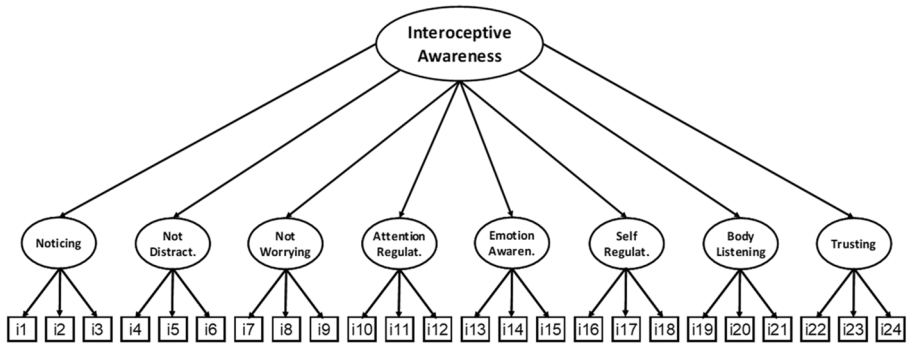 Interoceptive
Awareness
Noticing
Not
Distract.
Not
Worrying
Attention
Regulat.
Emotion
Awaren.
Self
Regulat.
Body
Listening
Trusting
i1 i2 i3 i4 i5 i6 i7 i8 i9 i10 i11 i12 i13 i14 i15 i16 i17 i18 i19 i20 i21 i22 i23 i24